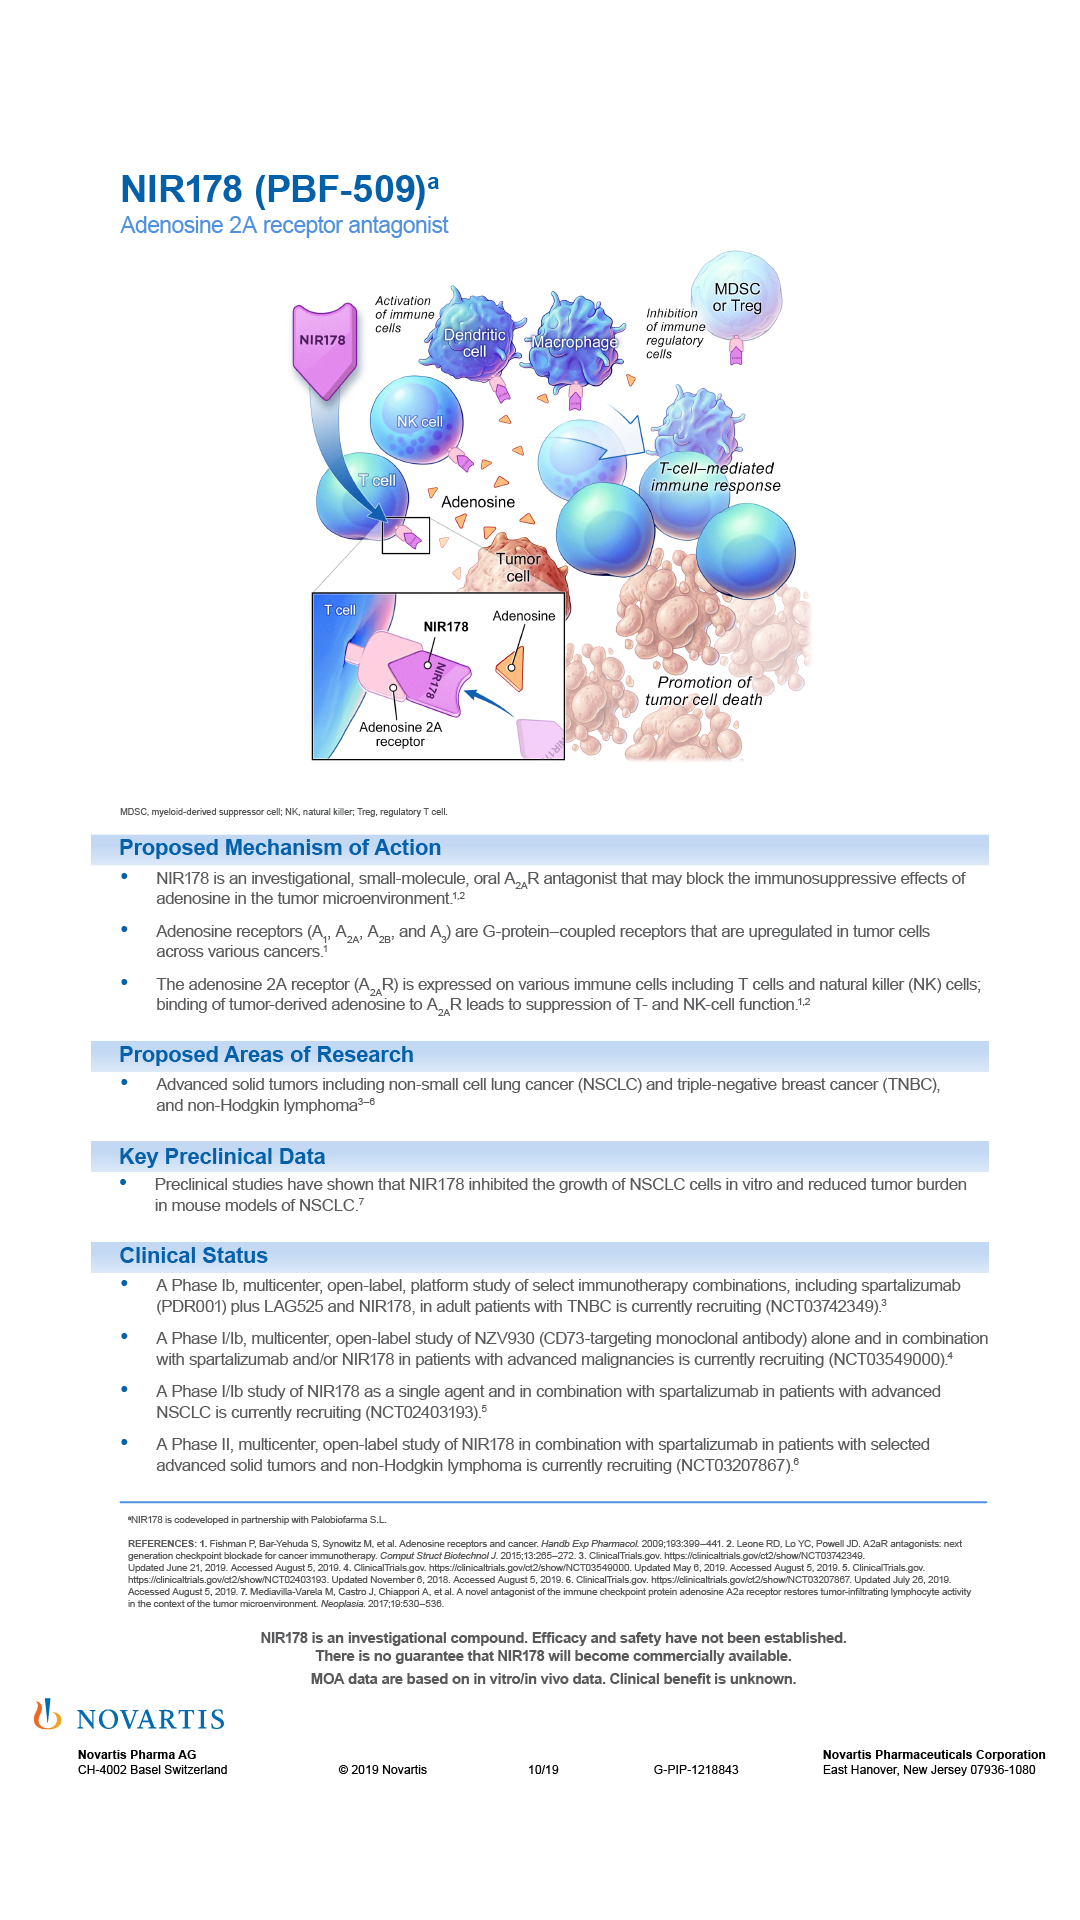 NIR178 (PBF-509)ᵃ
Adenosine 2A receptor antagonist
NIR178
Activation
of immune
cells
Dendritic
cell
Macrophage
Inhibition
of immune
regulatory
cells
MDSC
or Treg
NK cell
T cell
Adenosine
T-cell–mediated
immune response
Tumor
cell
T cell
NIR178
Adenosine
NIR178
Adenosine 2A
receptor
Promotion of
tumor cell death
MDSC, myeloid-derived suppressor cell; NK, natural killer; Treg, regulatory T cell.
Proposed Mechanism of Action
• NIR178 is an investigational, small-molecule, oral A2AR antagonist that may block the immunosuppressive effects of
adenosine in the tumor microenvironment.1,2
• Adenosine receptors (A1, A2A, A2B, and A3) are G-protein–coupled receptors that are upregulated in tumor cells
across various cancers.1
• The adenosine 2A receptor (A2AR) is expressed on various immune cells including T cells and natural killer (NK) cells;
binding of tumor-derived adenosine to A2AR leads to suppression of T- and NK-cell function.1,2
Proposed Areas of Research
• Advanced solid tumors including non-small cell lung cancer (NSCLC) and triple-negative breast cancer (TNBC),
and non-Hodgkin lymphoma3–6
Key Preclinical Data
• Preclinical studies have shown that NIR178 inhibited the growth of NSCLC cells in vitro and reduced tumor burden
in mouse models of NSCLC.7
Clinical Status
• A Phase Ib, multicenter, open-label, platform study of select immunotherapy combinations, including spartalizumab
(PDR001) plus LAG525 and NIR178, in adult patients with TNBC is currently recruiting (NCT03742349).3
• A Phase I/Ib, multicenter, open-label study of NZV930 (CD73-targeting monoclonal antibody) alone and in combination
with spartalizumab and/or NIR178 in patients with advanced malignancies is currently recruiting (NCT03549000).4
• A Phase I/Ib study of NIR178 as a single agent and in combination with spartalizumab in patients with advanced
NSCLC is currently recruiting (NCT02403193).5
• A Phase II, multicenter, open-label study of NIR178 in combination with spartalizumab in patients with selected
advanced solid tumors and non-Hodgkin lymphoma is currently recruiting (NCT03207867).6
ᵃNIR178 is codeveloped in partnership with Palobiofarma S.L.
REFERENCES: 1. Fishman P, Bar-Yehuda S, Synowitz M, et al. Adenosine receptors and cancer. Handb Exp Pharmacol. 2009;193:399–441. 2. Leone RD, Lo YC, Powell JD. A2aR antagonists: next
generation checkpoint blockade for cancer immunotherapy. Comput Struct Biotechnol J. 2015;13:265–272. 3. ClinicalTrials.gov. https://clinicaltrials.gov/ct2/show/NCT03742349.
Updated June 21, 2019. Accessed August 5, 2019. 4. ClinicalTrials.gov. https://clinicaltrials.gov/ct2/show/NCT03549000. Updated May 6, 2019. Accessed August 5, 2019. 5. ClinicalTrials.gov.
https://clinicaltrials.gov/ct2/show/NCT02403193. Updated November 6, 2018. Accessed August 5, 2019. 6. ClinicalTrials.gov. https://clinicaltrials.gov/ct2/show/NCT03207867. Updated July 26, 2019.
Accessed August 5, 2019. 7. Mediavilla-Varela M, Castro J, Chiappori A, et al. A novel antagonist of the immune checkpoint protein adenosine A2a receptor restores tumor-infiltrating lymphocyte activity
in the context of the tumor microenvironment. Neoplasia. 2017;19:530–536.
NIR178 is an investigational compound. Efficacy and safety have not been established.
There is no guarantee that NIR178 will become commercially available.
MOA data are based on in vitro/in vivo data. Clinical benefit is unknown.
NOVARTIS
Novartis Pharma AG
CH-4002 Basel Switzerland
© 2019 Novartis
10/19
G-PIP-1218843
Novartis Pharmaceuticals Corporation
East Hanover, New Jersey 07936-1080